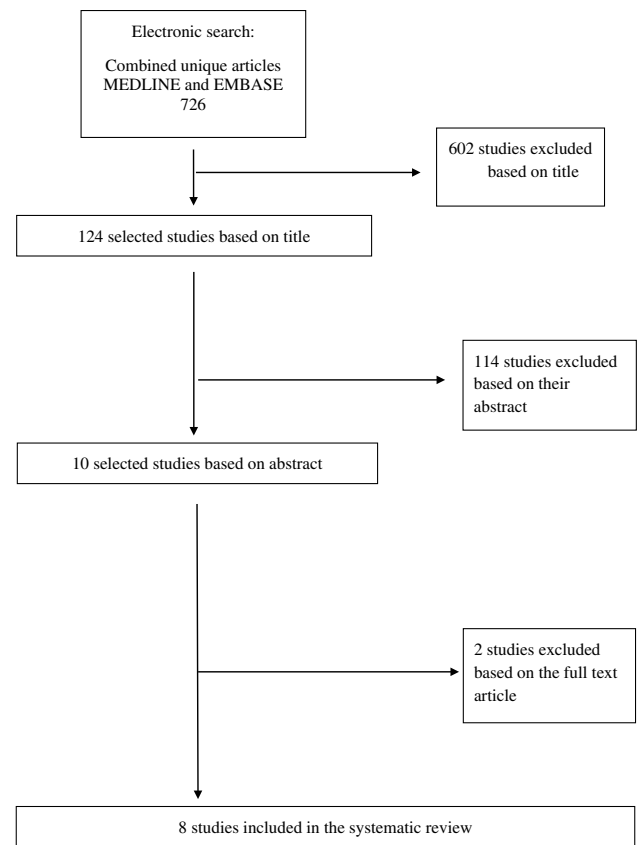 Electronic search:
Combined unique articles
MEDLINE and EMBASE
726
602 studies excluded
based on title
124 selected studies based on title
114 studies excluded
based on their
abstract
10 selected studies based on abstract
2 studies excluded
based on the full text
article
8 studies included in the systematic review